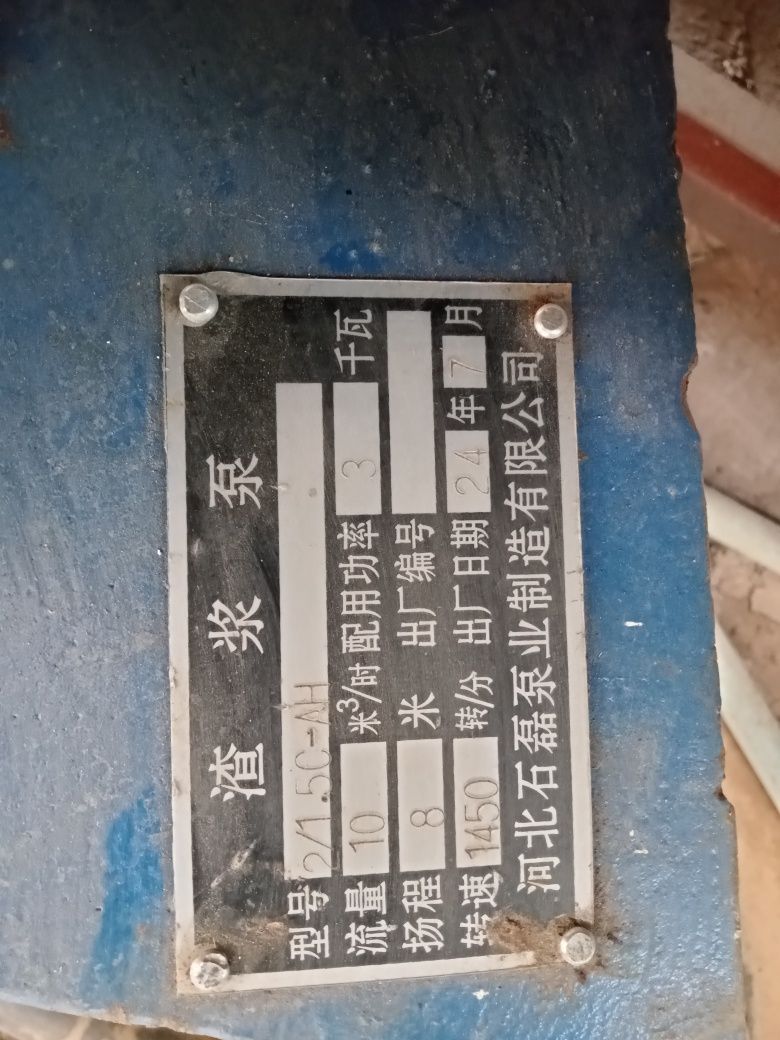 渣浆泵
型号 2/1.5C-AH
流量 10 米³/时 配用功率 3 千瓦
扬程 8 米 出厂编号
转速 1450 转/分 出厂日期 24 年 7 月
河北石磊泵业制造有限公司